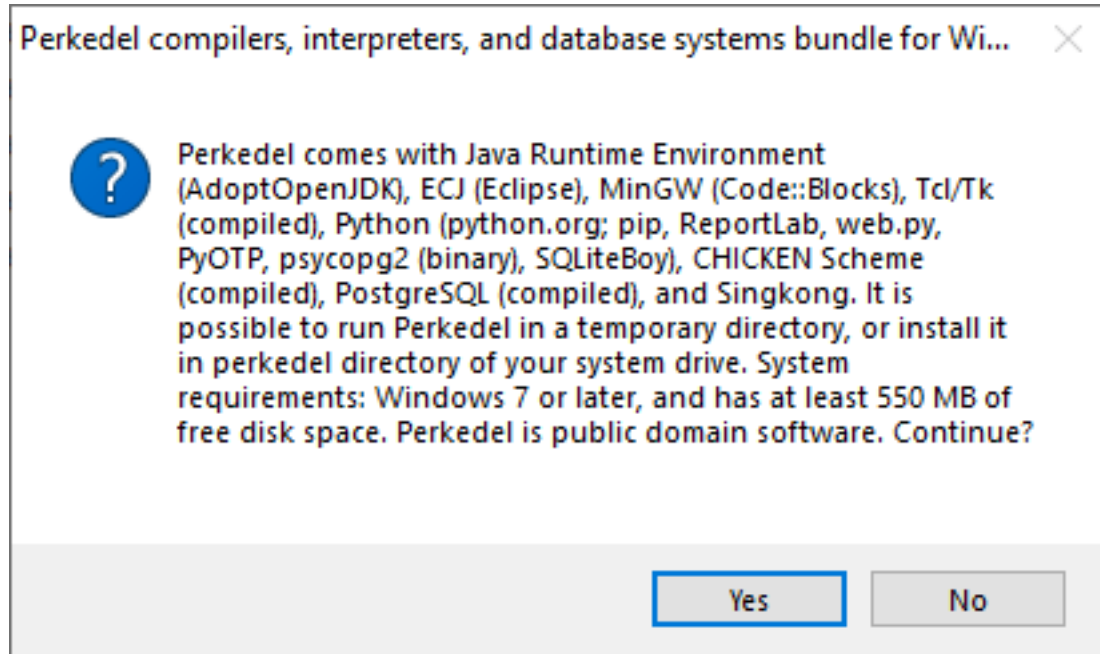 Perkedel compilers, interpreters, and database systems bundle for Wi...
Perkedel comes with Java Runtime Environment
(AdoptOpenJDK), ECJ (Eclipse), MinGW (Code::Blocks), Tcl/Tk
(compiled), Python (python.org; pip, ReportLab, web.py,
PyOTP, psycopg2 (binary), SQLiteBoy), CHICKEN Scheme
(compiled), PostgreSQL (compiled), and Singkong. It is
possible to run Perkedel in a temporary directory, or install it
in perkedel directory of your system drive. System
requirements: Windows 7 or later, and has at least 550 MB of
free disk space. Perkedel is public domain software. Continue?
Yes
No